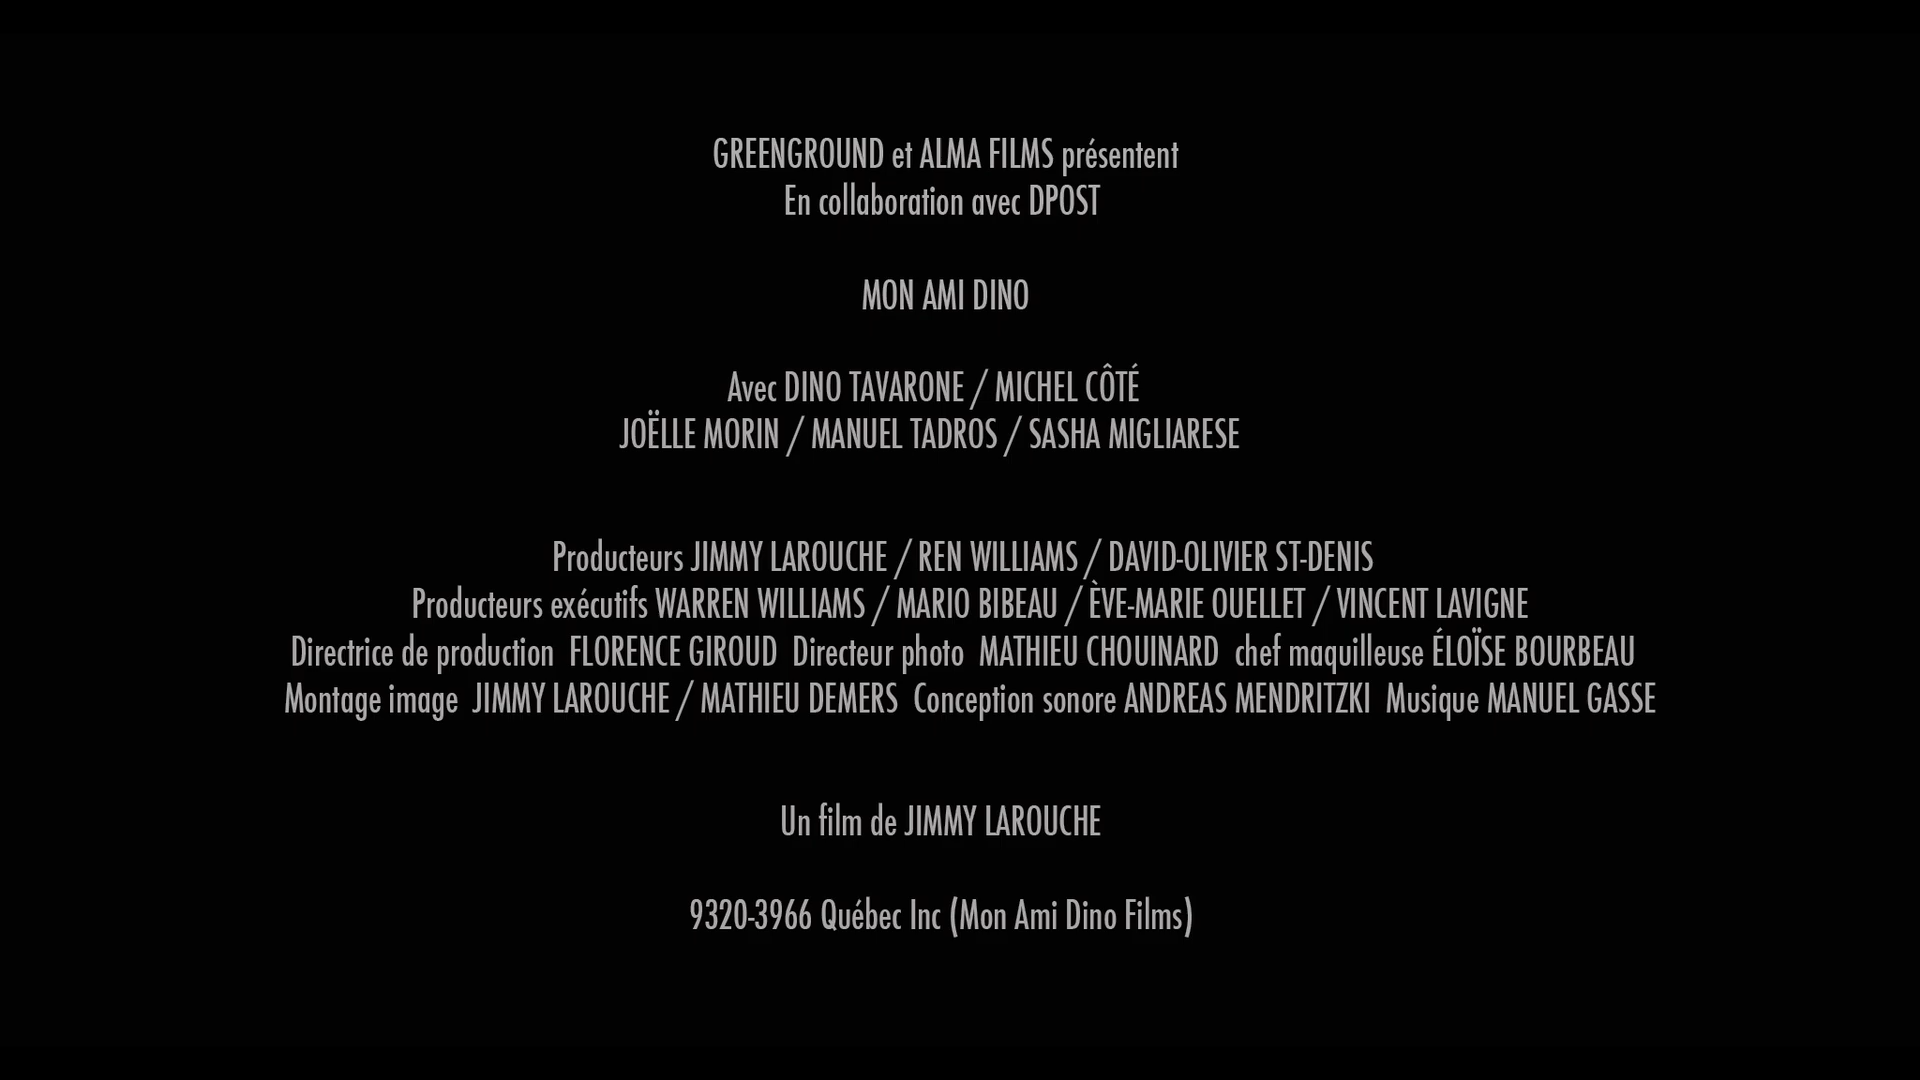 GREENGROUND et ALMA FILMS présentent
En collaboration avec DPOST
MON AMI DINO
Avec DINO TAVARONE / MICHEL CÔTÉ
JOËLLE MORIN / MANUEL TADROS / SASHA MIGLIARESE
Producteurs JIMMY LAROUCHE / REN WILLIAMS / DAVID-OLIVIER ST-DENIS
Producteurs exécutifs WARREN WILLIAMS / MARIO BIBEAU / ÈVE-MARIE OUELLET / VINCENT LAVIGNE
Directrice de production FLORENCE GIROUD Directeur photo MATHIEU CHOUINARD chef maquilleuse ÉLOÏSE BOURBEAU
Montage image JIMMY LAROUCHE / MATHIEU DEMERS Conception sonore ANDREAS MENDRITZKI Musique MANUEL GASSE
Un film de JIMMY LAROUCHE
9320-3966 Québec Inc (Mon Ami Dino Films)